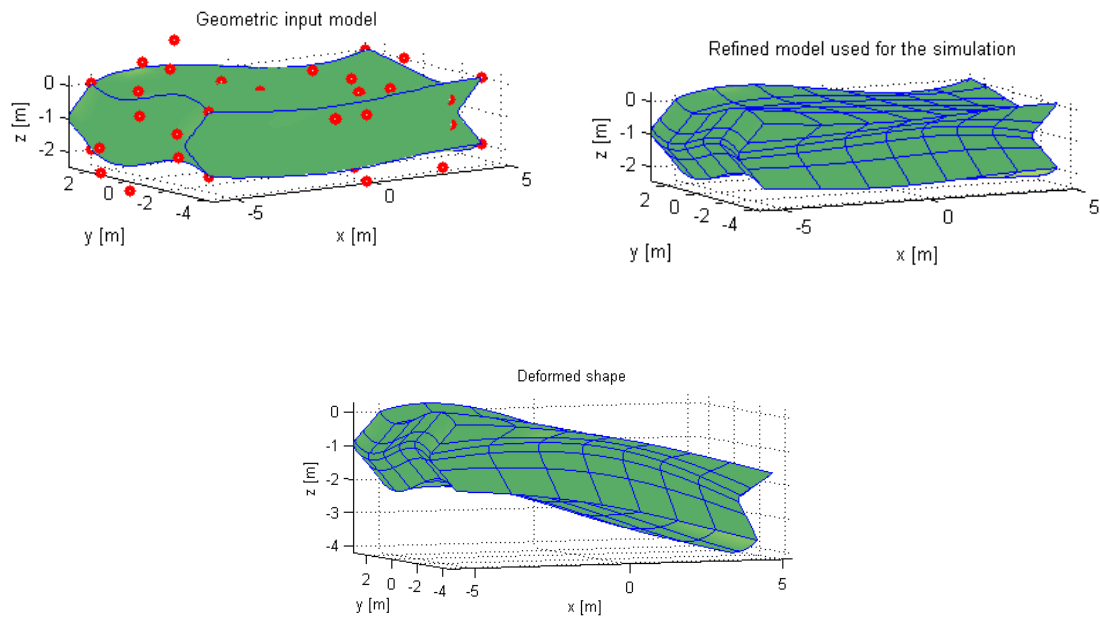 Geometric input model
0
-1
-2
z [m]
2
0
-2
-4
y [m]
-5
0
5
x [m]
Refined model used for the simulation
0
-1
-2
z [m]
2
0
-2
-4
y [m]
-5
0
5
x [m]
Deformed shape
0
-1
-2
-3
-4
z [m]
2
0
-2
-4
y [m]
-5
0
5
x [m]